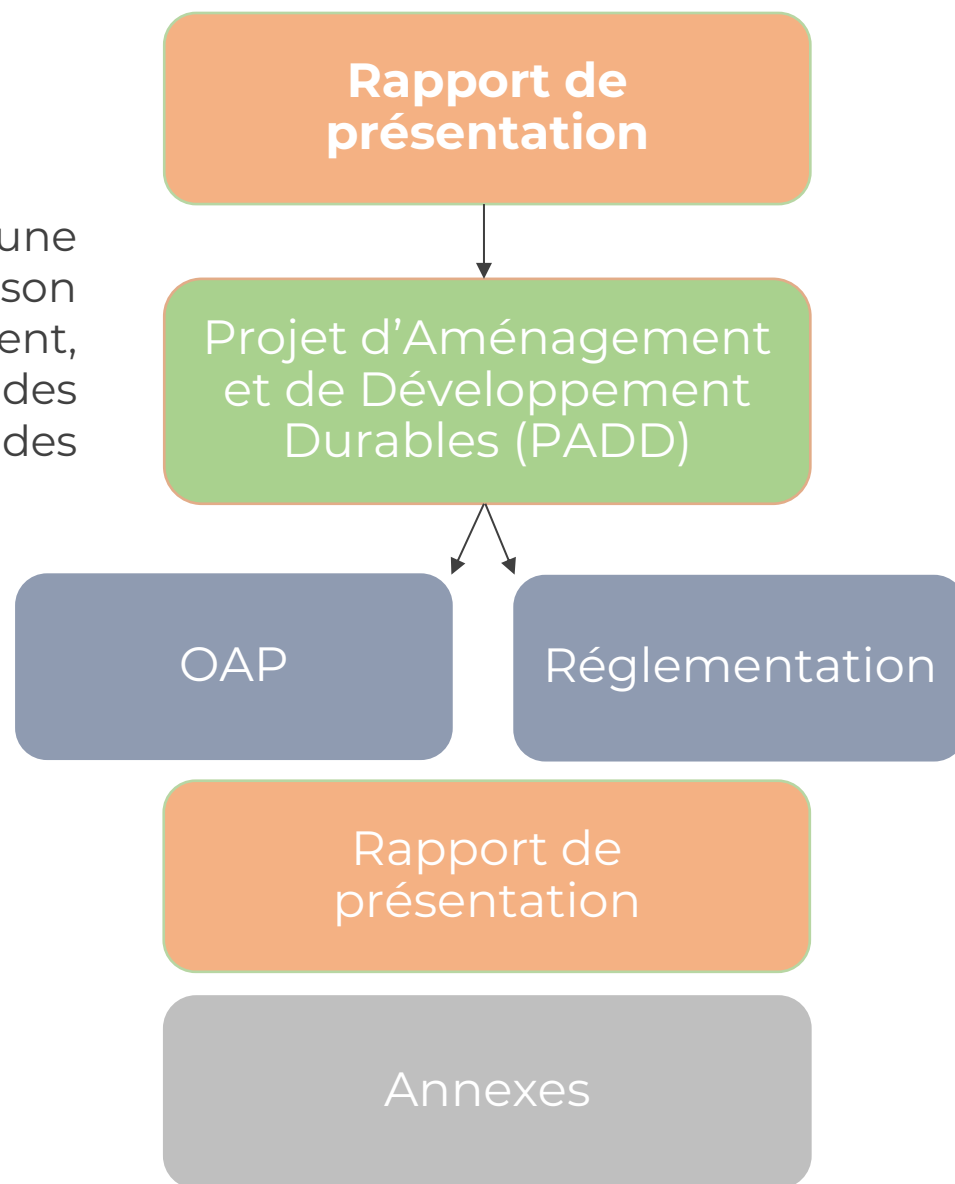 Rapport de
présentation
une
son
ent,
des
des
Projet d’Aménagement
et de Développement
Durables (PADD)
OAP
Réglementation
Rapport de
présentation
Annexes